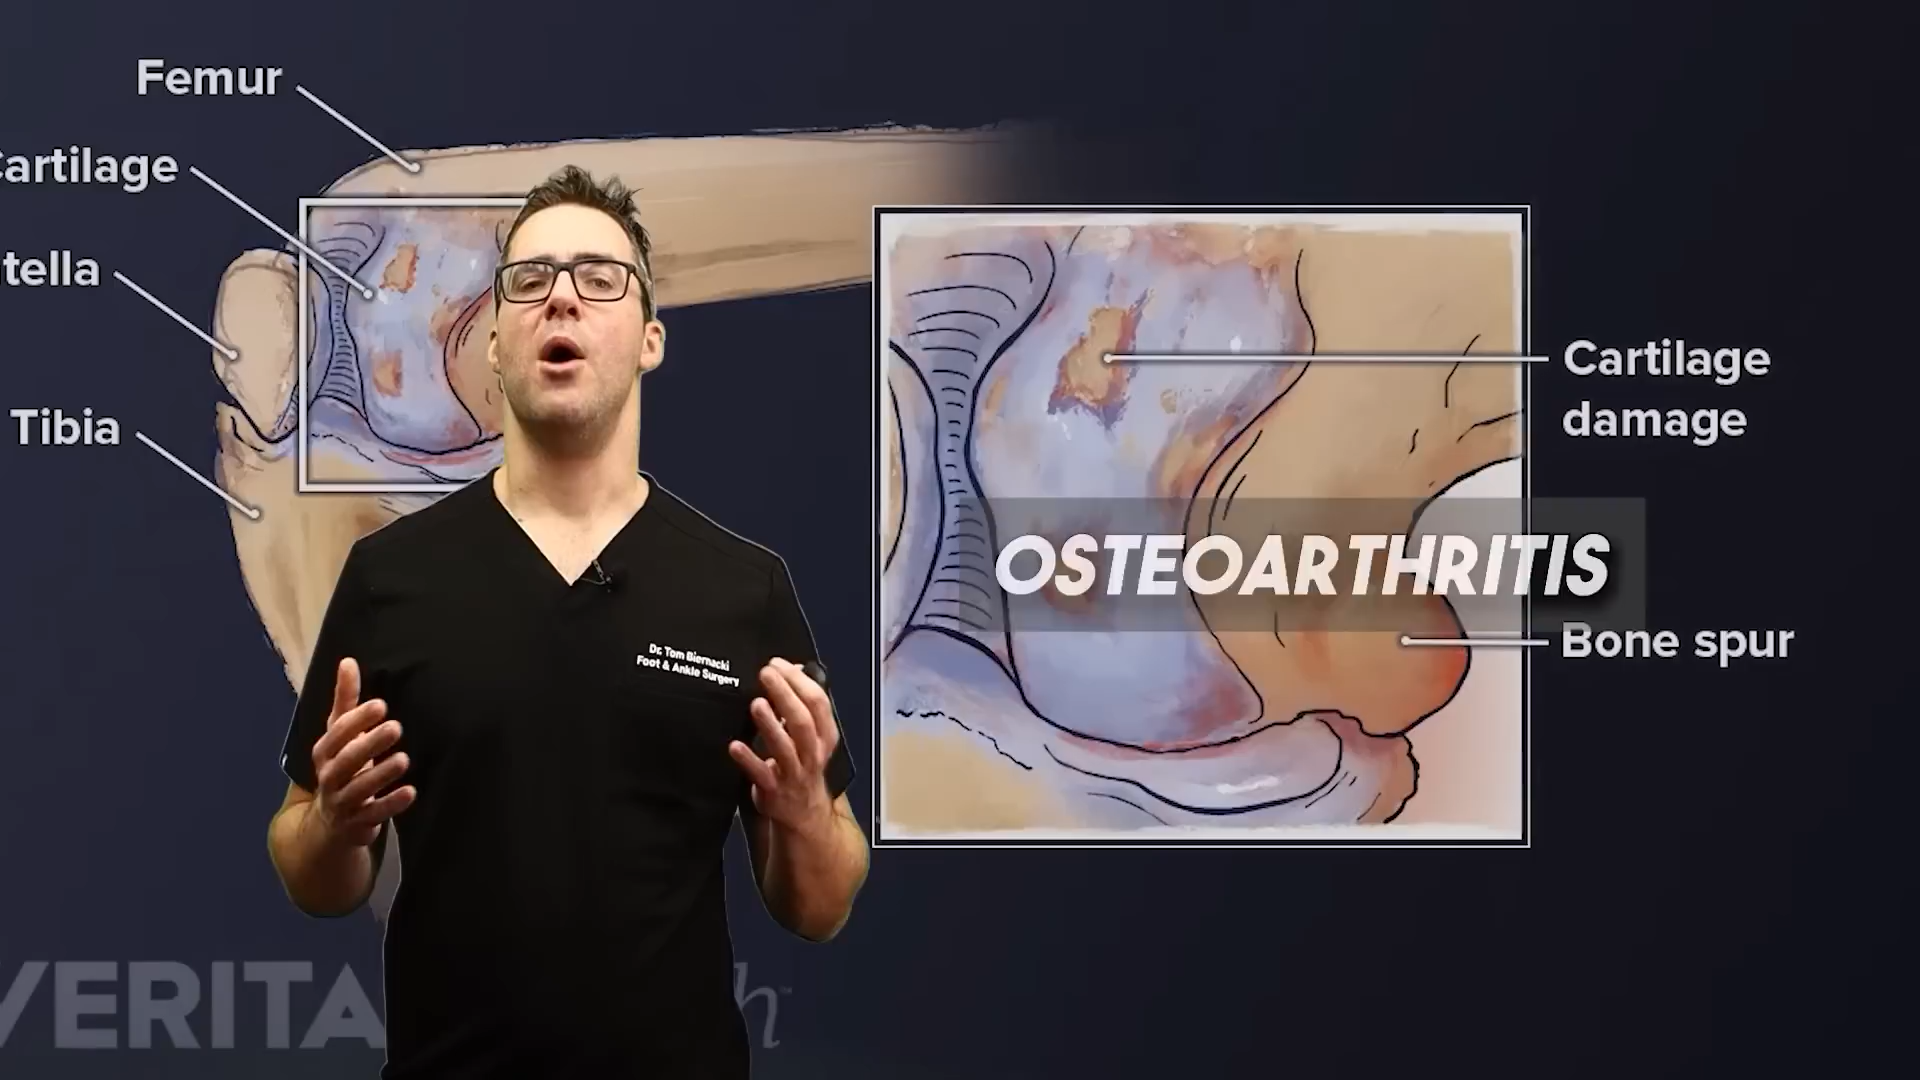 Femur
Cartilage
tella
Tibia
Cartilage
damage
OSTEOARTHRITIS
Bone spur
Dr. Tom Biernacki
Foot & Ankle Surgery
VERITA
h